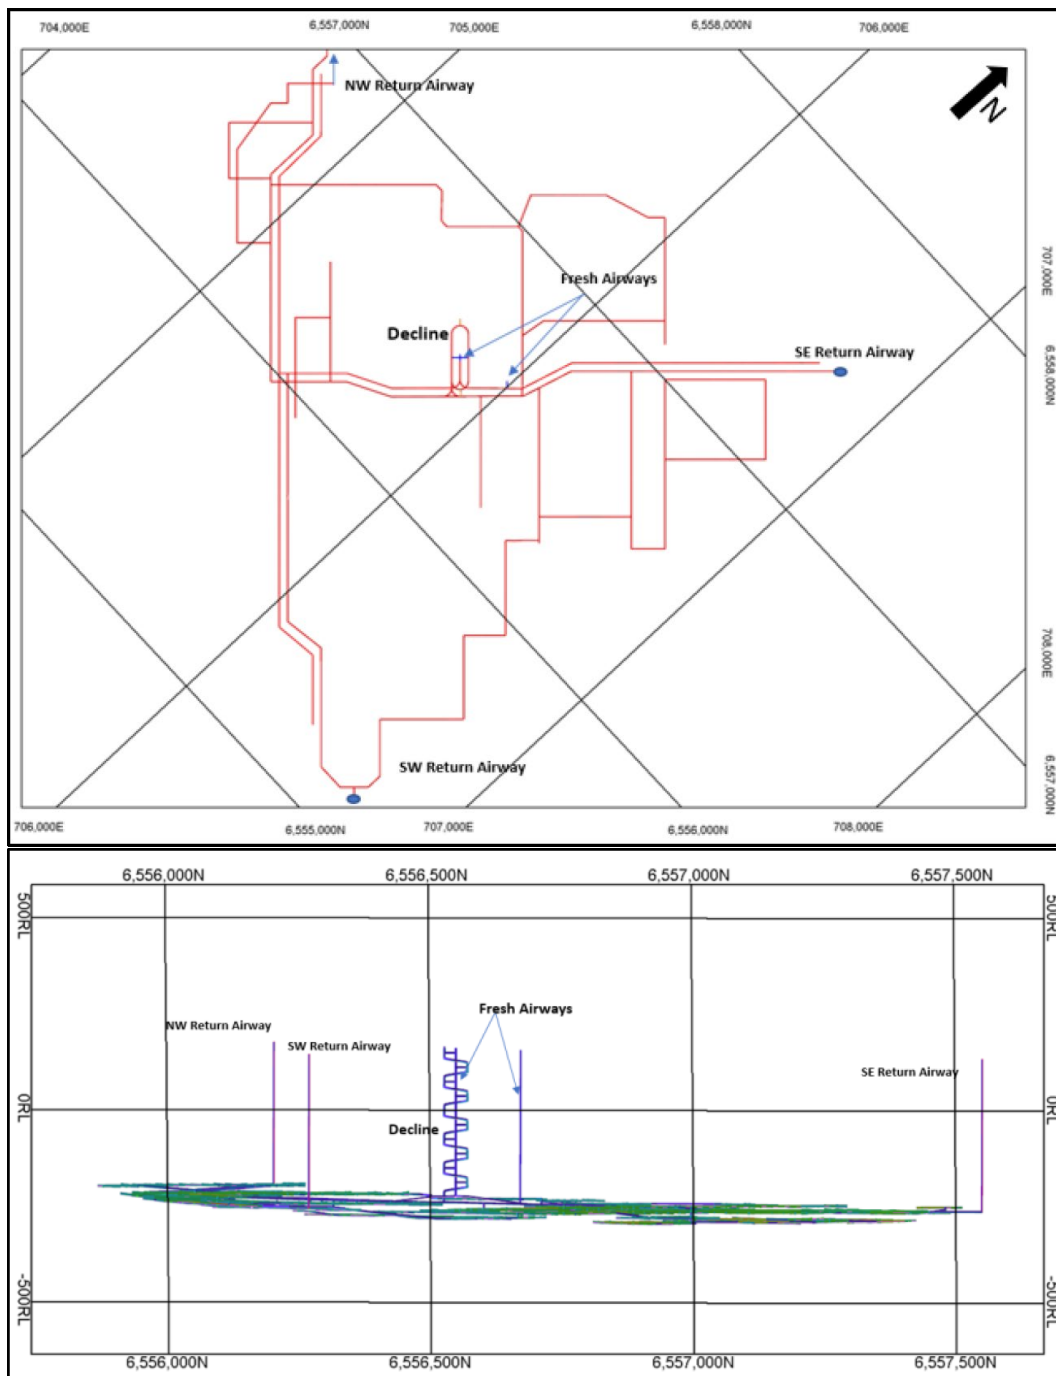 704,000E 6,557,000N 705,000E 6,558,000N 706,000E
NW Return Airway
N
Fresh Airways
707,000E
Decline
SE Return Airway
6,558,000N
708,000E
SW Return Airway
6,557,000N
706,000E 6,555,000N 707,000E 6,556,000N 708,000E
6,556,000N 6,556,500N 6,557,000N 6,557,500N
500RL 500RL
Fresh Airways
NW Return Airway
SW Return Airway
SE Return Airway
0RL 0RL
Decline
-500RL -500RL
6,556,000N 6,556,500N 6,557,000N 6,557,500N